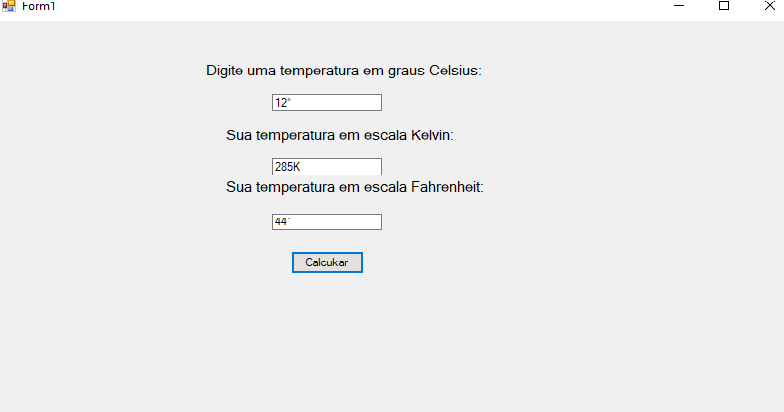 Form1
Digite uma temperatura em graus Celsius:
12°
Sua temperatura em escala Kelvin:
285K
Sua temperatura em escala Fahrenheit:
44°
Calcukar